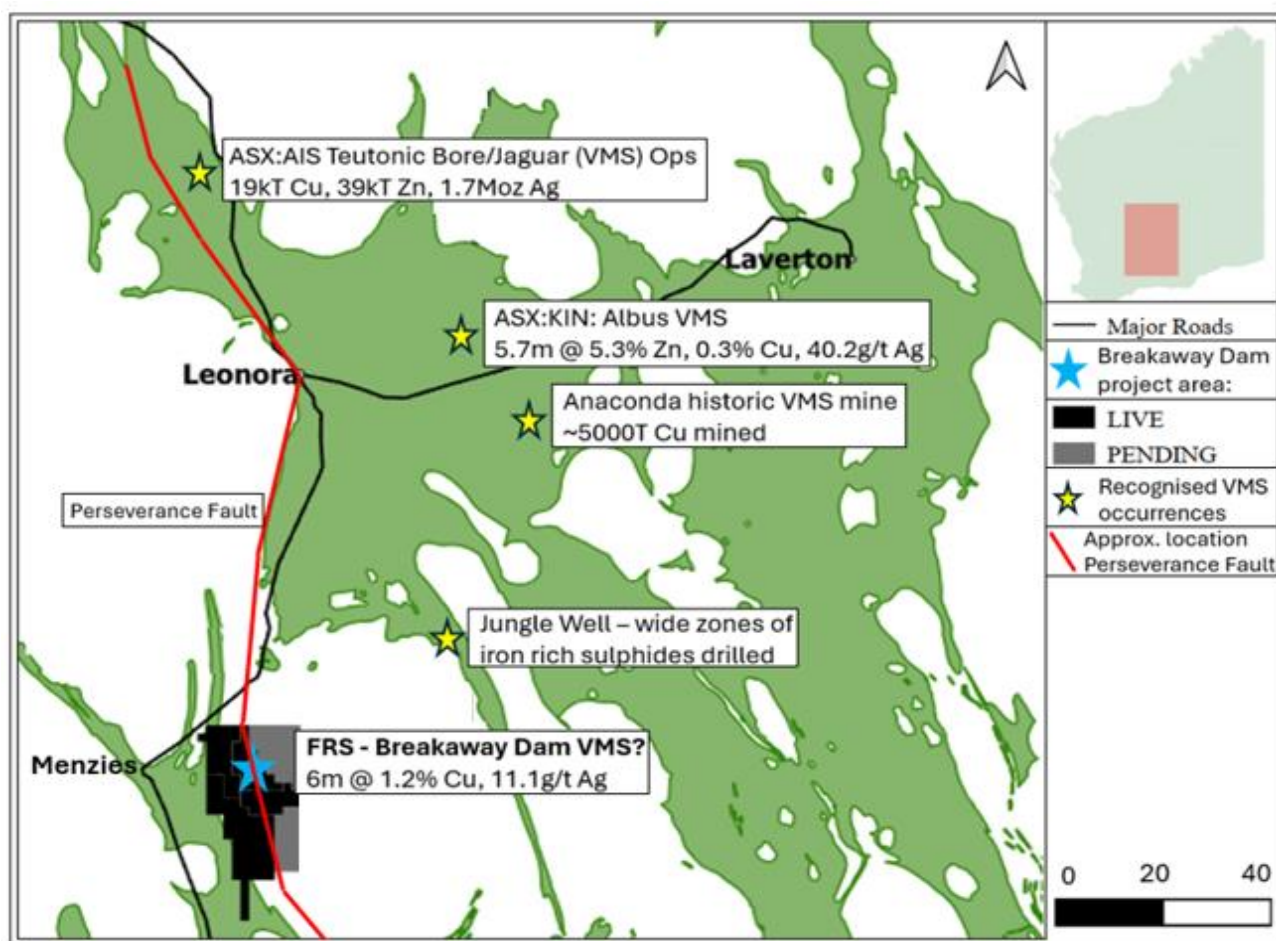 ASX:AIS Teutonic Bore/Jaguar (VMS) Ops
19kT Cu, 39kT Zn, 1.7Moz Ag
Laverton
ASX:KIN: Albus VMS
5.7m @ 5.3% Zn, 0.3% Cu, 40.2g/t Ag
Leonora
Anaconda historic VMS mine
~5000T Cu mined
Perseverance Fault
Jungle Well – wide zones of
iron rich sulphides drilled
FRS - Breakaway Dam VMS?
6m @ 1.2% Cu, 11.1g/t Ag
Menzies
Major Roads
Breakaway Dam
project area:
LIVE
PENDING
Recognised VMS
occurrences
Approx. location
Perseverance Fault
0 20 40